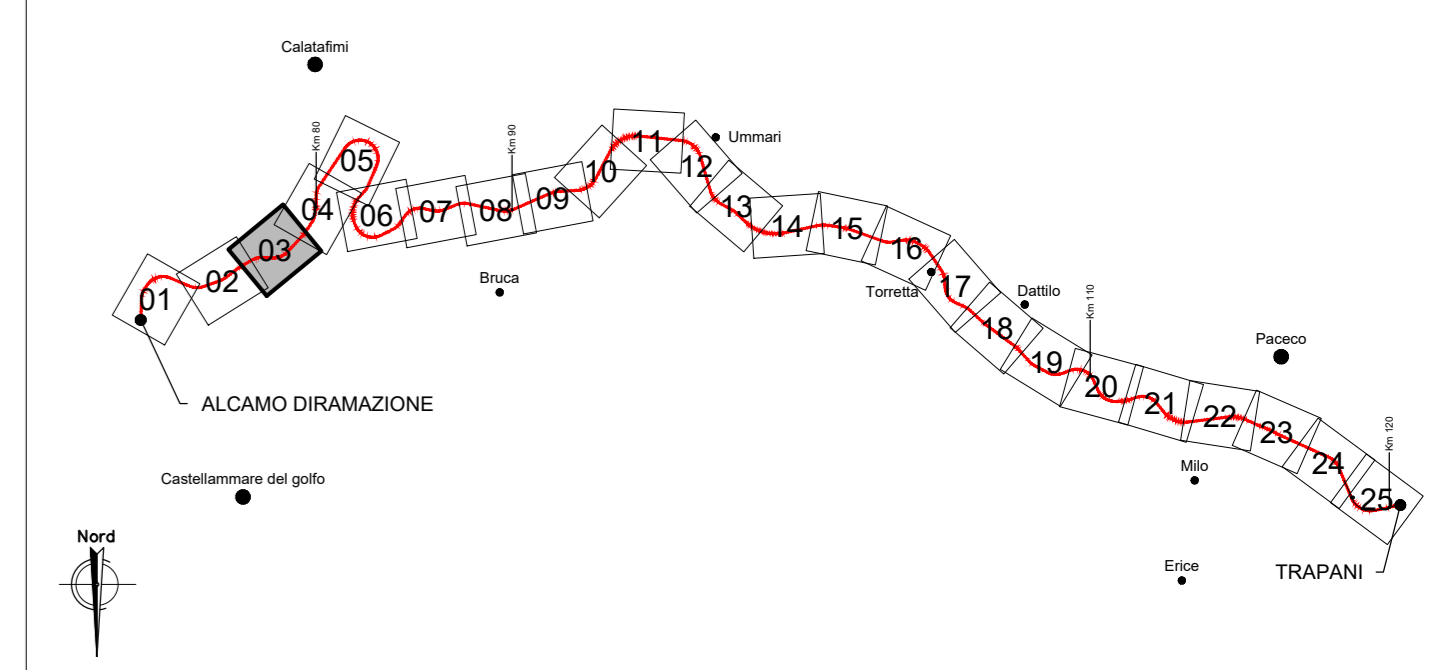 Calatafimi
Km 80
Km 90
Ummari
11
05
12
10
04
09
06
07
08
13
03
14
15
16
02
Bruca
01
Torretta
17
Dattilo
Km 110
18
Paceco
19
20
ALCAMO DIRAMAZIONE
21
22
23
Km 120
24
Milo
Castellammare del golfo
25
Nord
Erice
TRAPANI